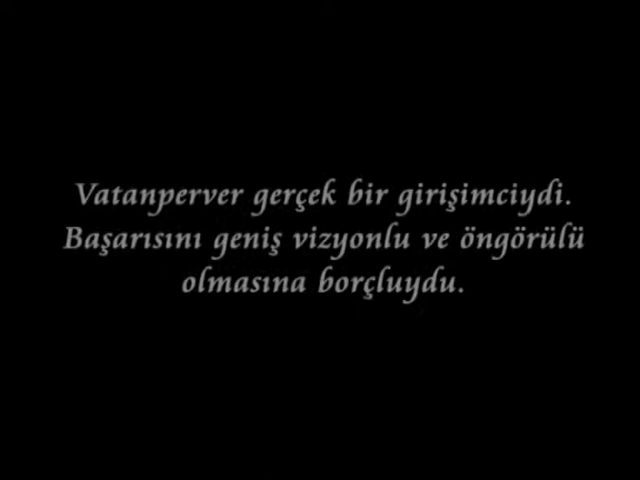 Vatanperver gerçek bir girişimciydi.
Başarısını geniş vizyonlu ve öngörülü
olmasına borçluydu.